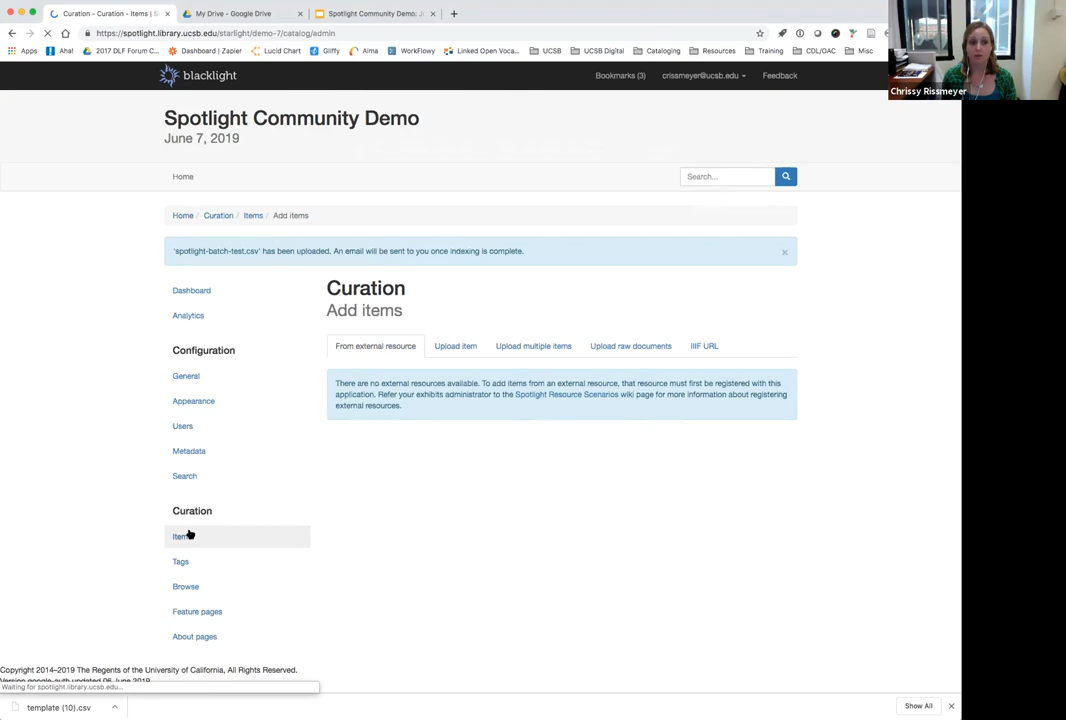 Curation - Curation - Items | S
My Drive - Google Drive
Spotlight Community Demo: J
https://spotlight.library.ucsb.edu/starlight/demo-7/catalog/admin
Apps
Aha!
2017 DLF Forum C...
Dashboard | Zapier
Lucid Chart
Gliffy
Alma
WorkFlowy
Linked Open Voca...
UCSB
UCSB Digital
Cataloging
Resources
Training
CDL/OAC
Misc
Chrissy Rissmeyer
blacklight
Bookmarks (3)
crissmeyer@ucsb.edu
Feedback
Spotlight Community Demo
June 7, 2019
Home
Search...
Home / Curation / Items / Add items
'spotlight-batch-test.csv' has been uploaded. An email will be sent to you once indexing is complete.
×
Dashboard
Analytics
Configuration
General
Appearance
Users
Metadata
Search
Curation
Items
Tags
Browse
Feature pages
About pages
Curation
Add items
From external resource
Upload item
Upload multiple items
Upload raw documents
IIIF URL
There are no external resources available. To add items from an external resource, that resource must first be registered with this
application. Refer your exhibits administrator to the Spotlight Resource Scenarios wiki page for more information about registering
external resources.
Copyright 2014–2019 The Regents of the University of California, All Rights Reserved.
Version google-auth updated 06 June 2019
Waiting for spotlight.library.ucsb.edu...
template (10).csv
Show All